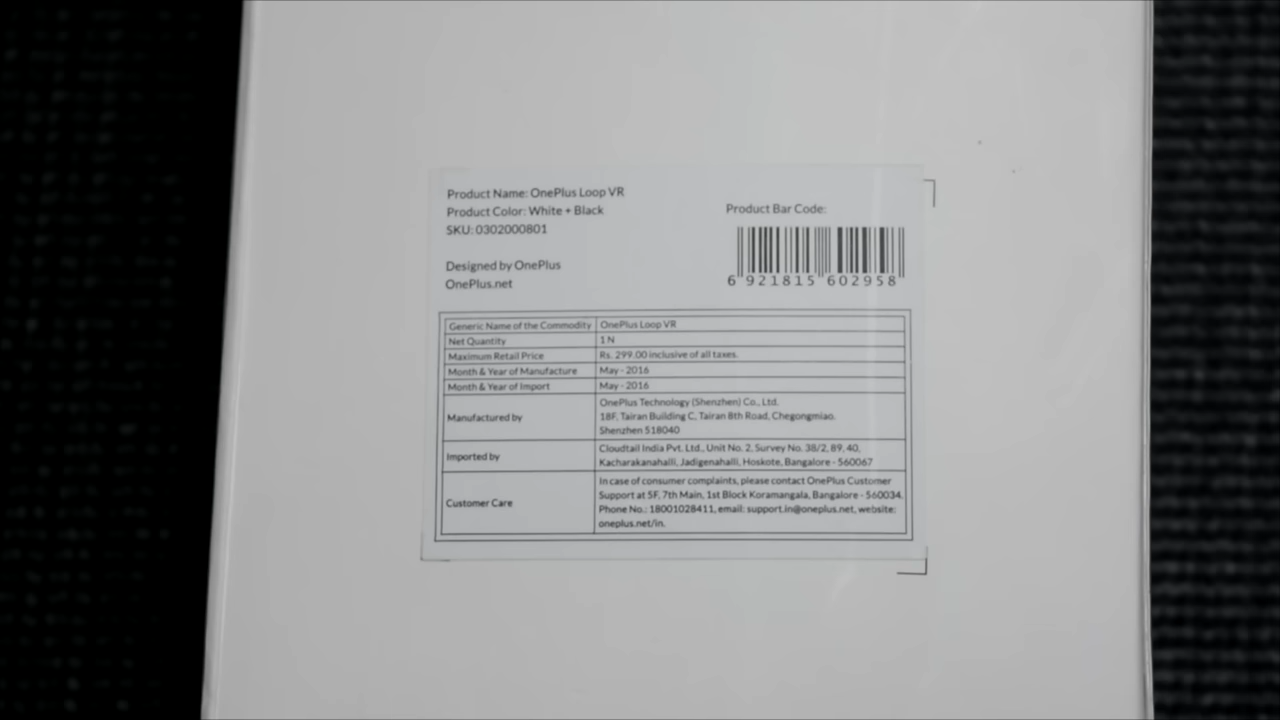 Product Name: OnePlus Loop VR
Product Color: White + Black
SKU: 0302000801
Designed by OnePlus
OnePlus.net
Product Bar Code:
6 921815 602958
Generic Name of the Commodity OnePlus Loop VR
Net Quantity 1 N
Maximum Retail Price Rs. 299.00 inclusive of all taxes.
Month & Year of Manufacture May - 2016
Month & Year of Import May - 2016
Manufactured by
OnePlus Technology (Shenzhen) Co., Ltd.
18F, Tairan Building C, Tairan 8th Road, Chegongmiao,
Shenzhen 518040
Imported by
Cloudtail India Pvt. Ltd., Unit No. 2, Survey No. 38/2, 89, 40,
Kacharakanahalli, Jadigenahalli, Hoskote, Bangalore - 560067
Customer Care
In case of consumer complaints, please contact OnePlus Customer
Support at 5F, 7th Main, 1st Block Koramangala, Bangalore - 560034,
Phone No.: 18001028411, email: support.in@oneplus.net, website:
oneplus.net/in.